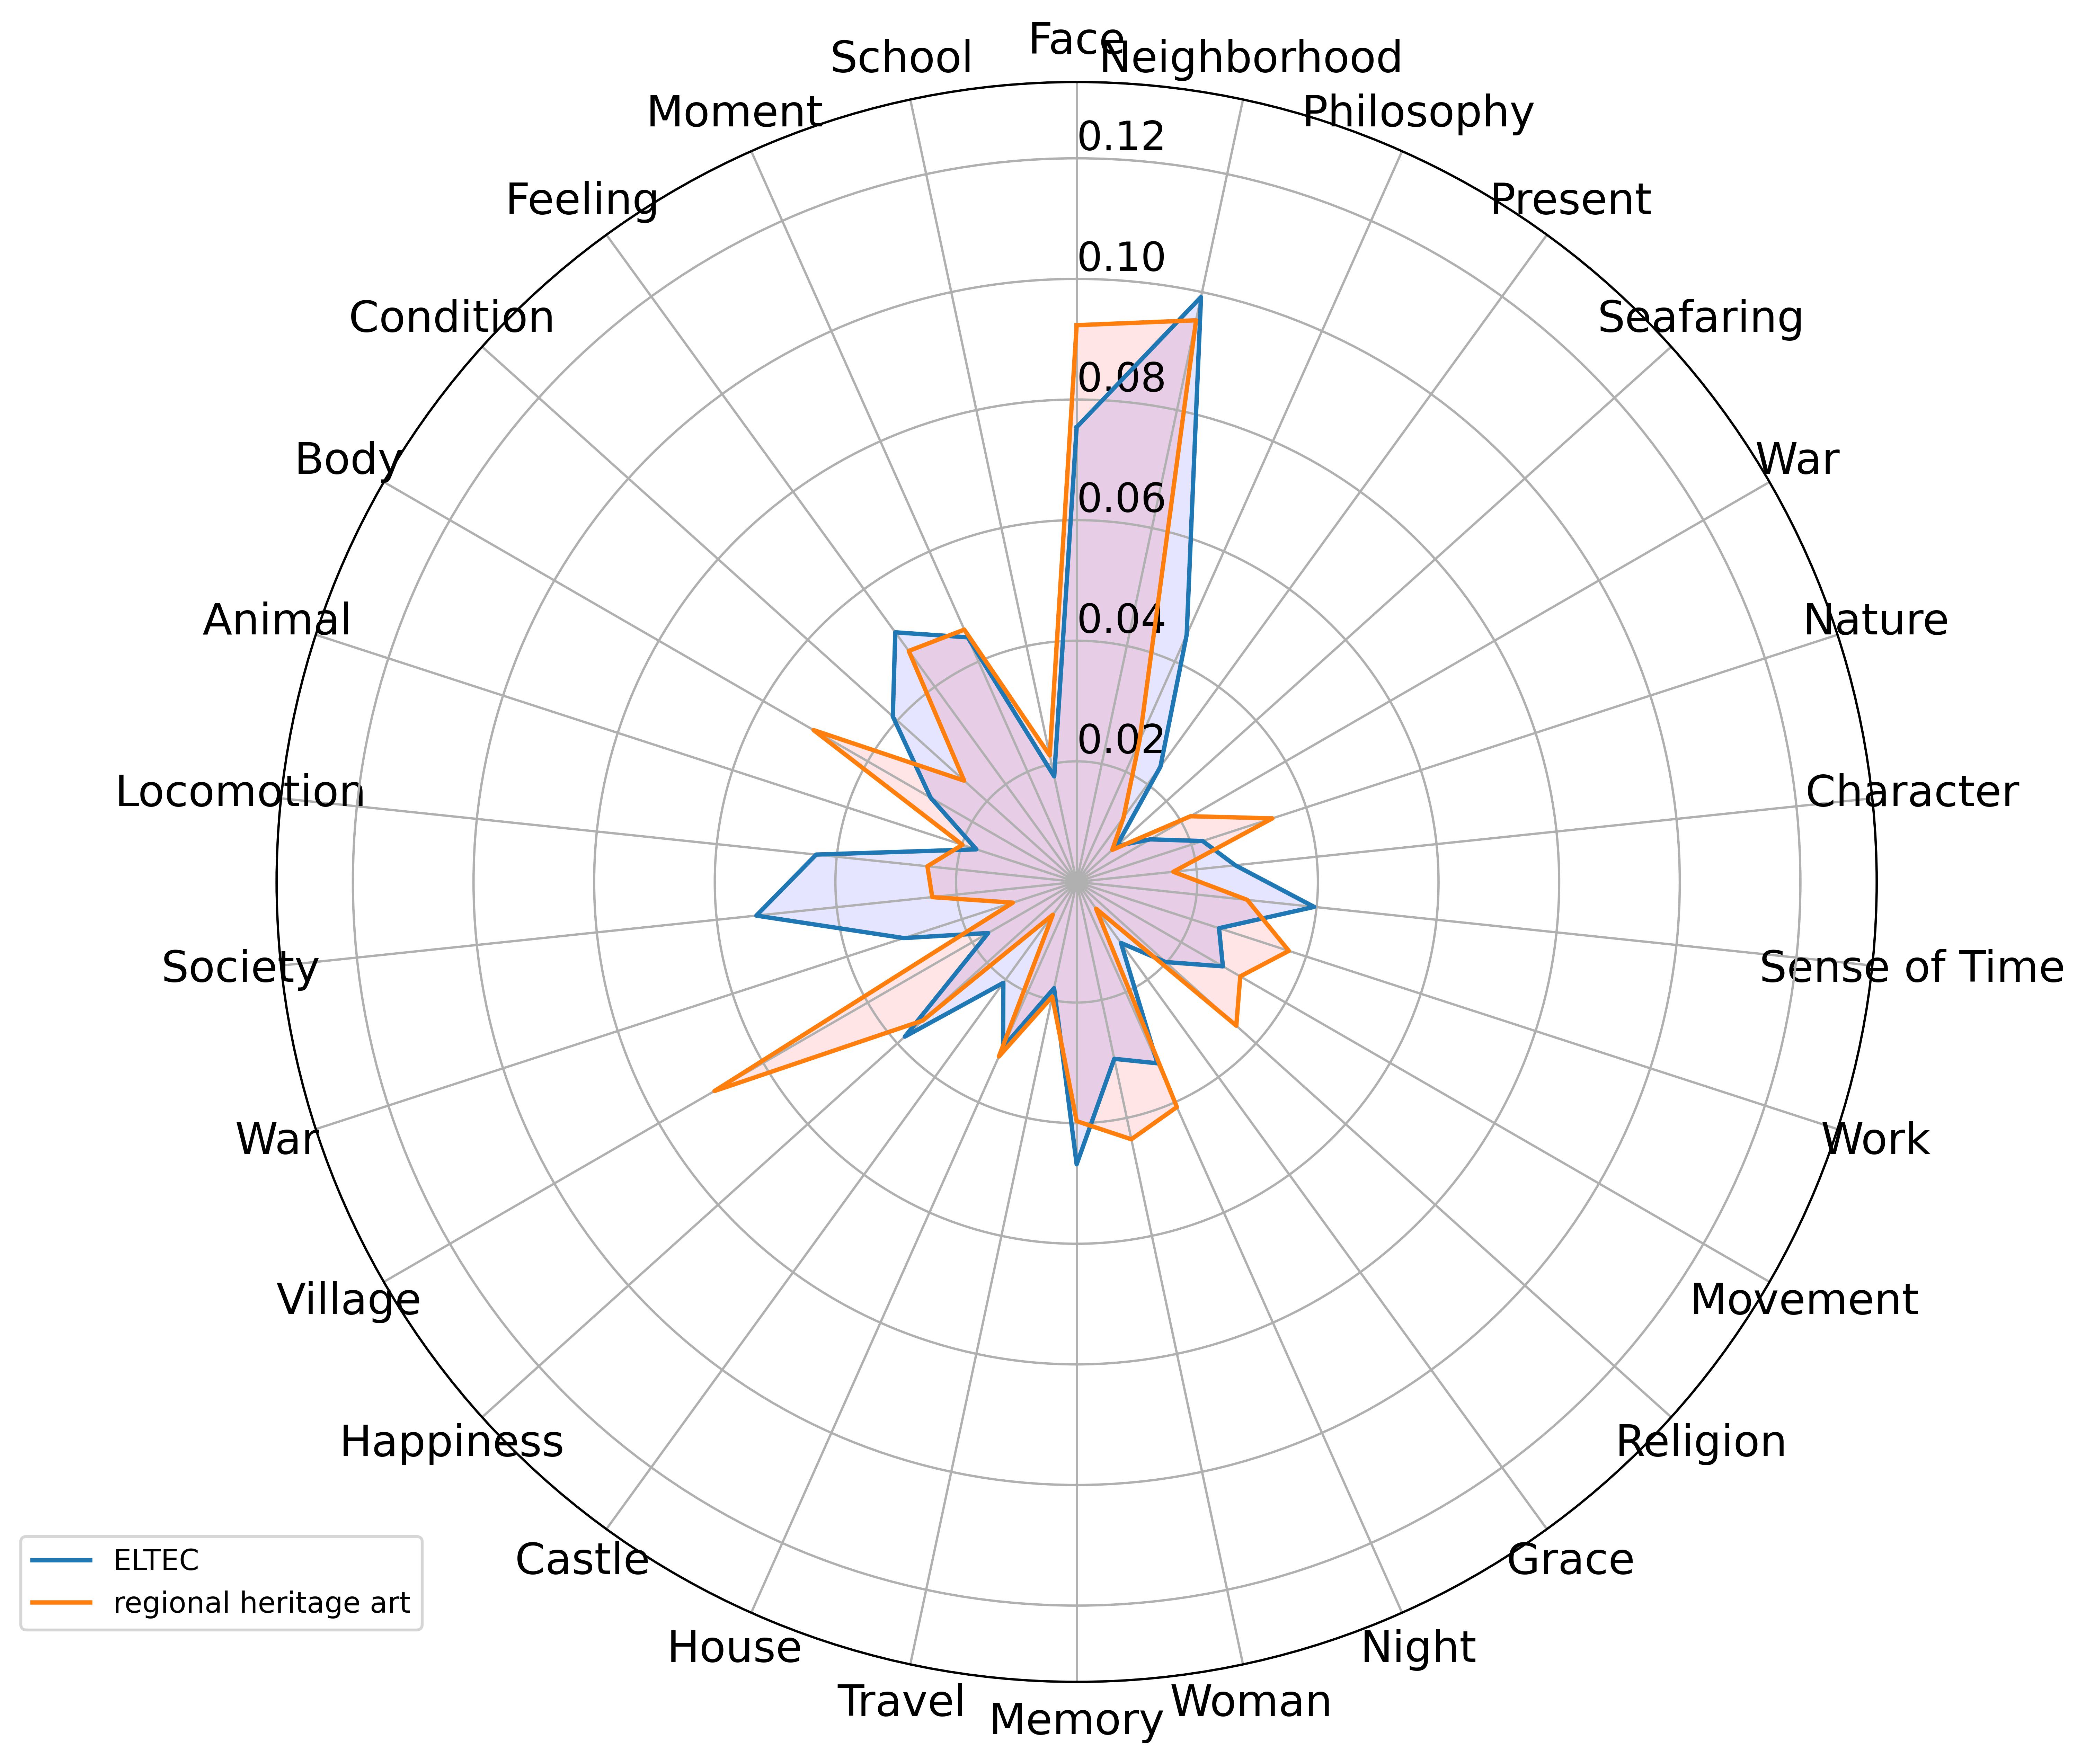 Face
Neighborhood
School
Philosophy
Moment
0.12
Present
Feeling
0.10
Seafaring
Condition
0.08
War
Body
0.06
Nature
Animal
0.04
0.02
Character
Locomotion
Sense of Time
Society
Work
War
Movement
Village
Religion
Happiness
Grace
Castle
Night
House
Woman
Travel
Memory
ELTEC
regional heritage art